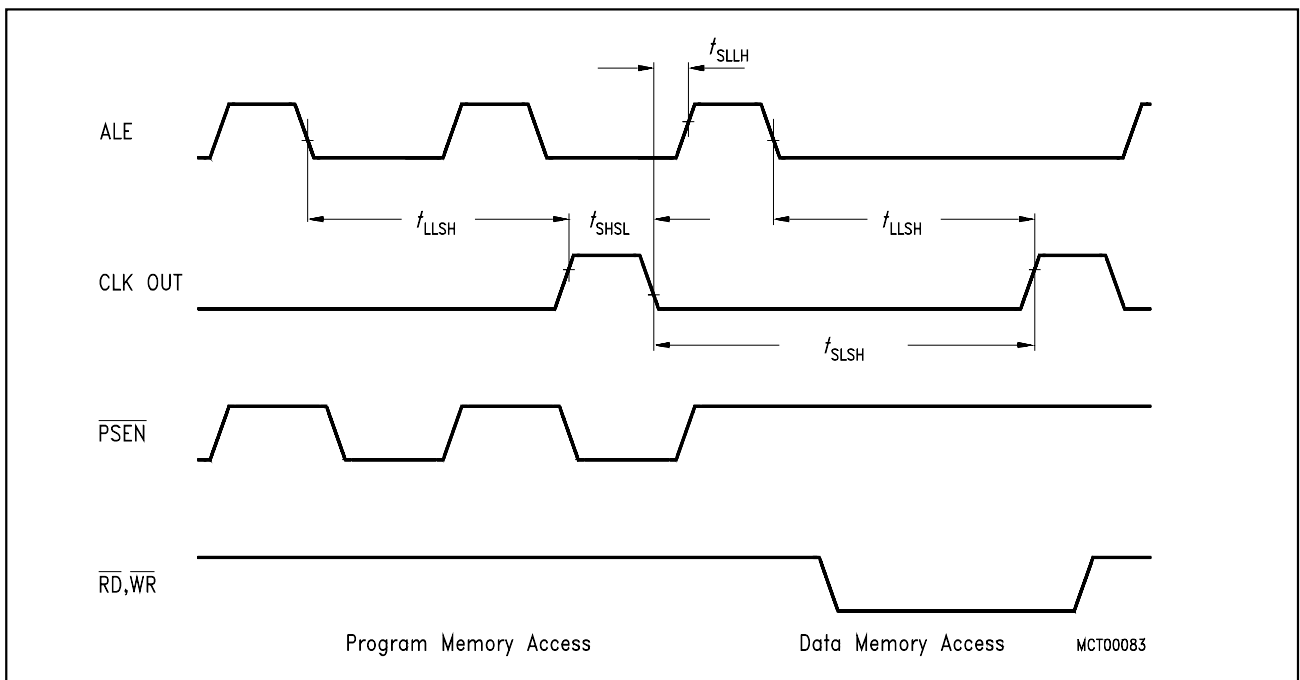 tSLLH
ALE
tLLSH
tSHSL
tLLSH
CLK OUT
tSLSH
PSEN
RD,WR
Program Memory Access
Data Memory Access
MCT00083